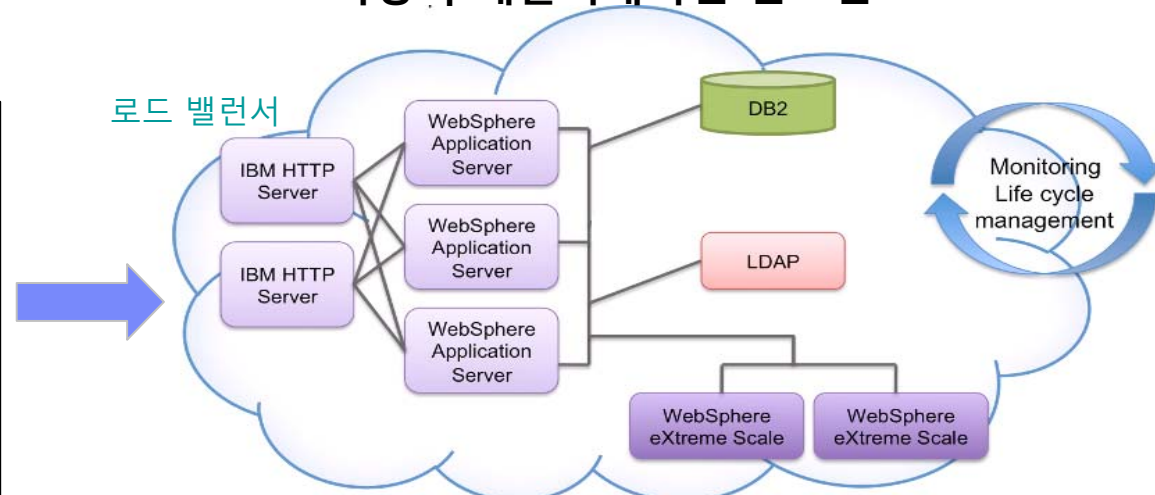 로드 밸런서
IBM HTTP
Server
IBM HTTP
Server
WebSphere
Application
Server
WebSphere
Application
Server
WebSphere
Application
Server
DB2
LDAP
WebSphere
eXtreme Scale
WebSphere
eXtreme Scale
Monitoring
Life cycle
management